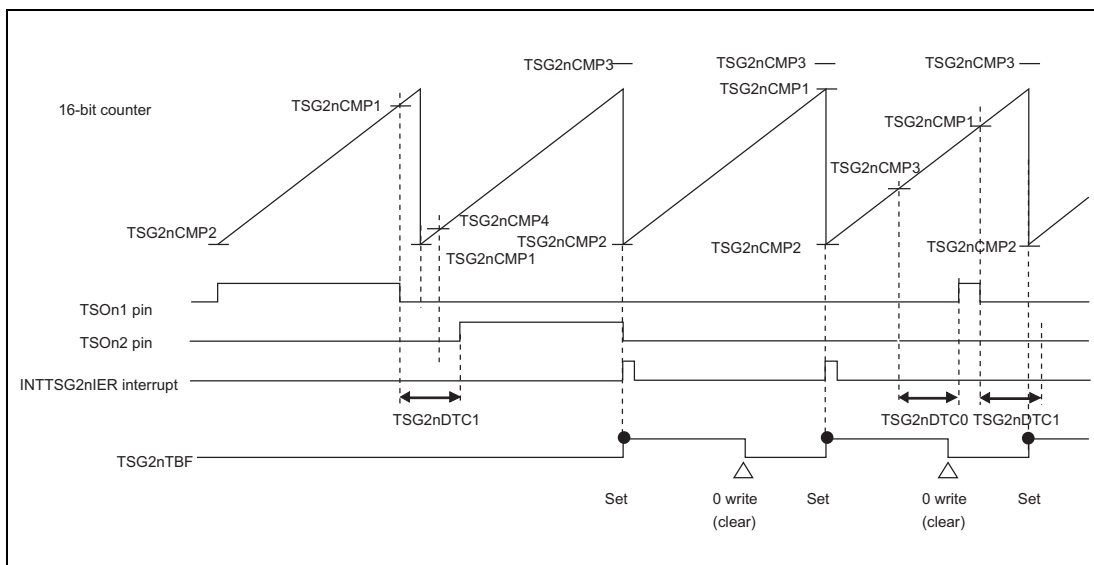 TSG2nCMP3
TSG2nCMP3
TSG2nCMP3
TSG2nCMP1
16-bit counter
TSG2nCMP1
TSG2nCMP1
TSG2nCMP3
TSG2nCMP4
TSG2nCMP2
TSG2nCMP2
TSG2nCMP2
TSG2nCMP2
TSG2nCMP1
TSOn1 pin
TSOn2 pin
INTTSG2nIER interrupt
TSG2nDTC1
TSG2nDTC0
TSG2nDTC1
TSG2nTBF
Set
0 write
(clear)
Set
0 write
(clear)
Set